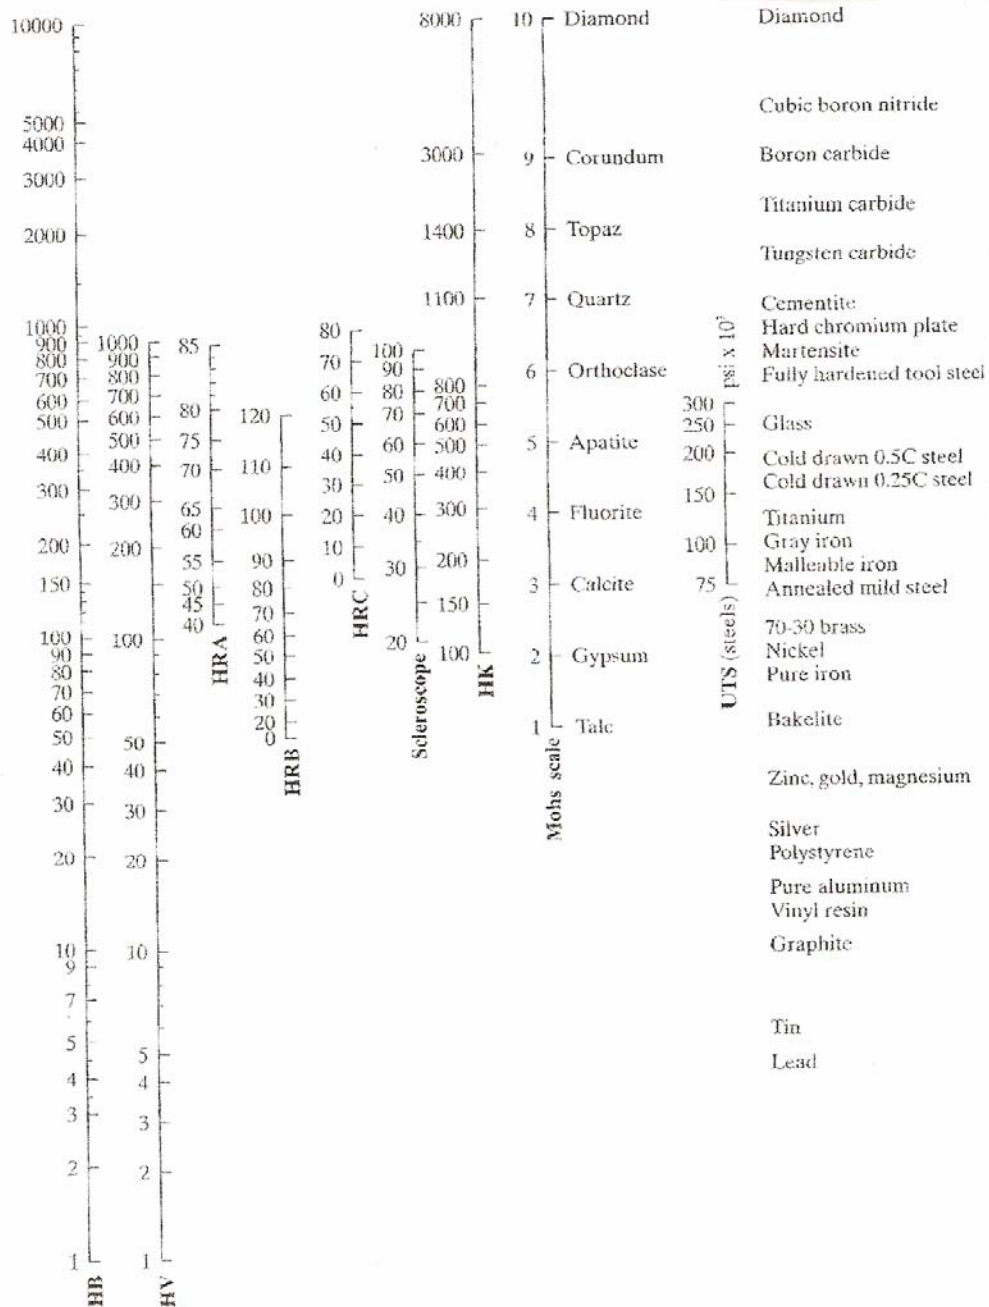 10000
5000
4000
3000
2000
1000
900
800
700
600
500
400
300
200
150
100
90
80
70
60
50
40
30
20
10
9
7
5
4
3
2
1
HB
1000
900
800
700
600
500
400
300
200
100
50
40
30
20
10
5
4
3
2
1
HV
85
80
75
70
65
60
55
50
45
40
HRA
120
110
100
90
80
70
60
50
40
30
20
0
HRB
80
70
60
50
40
30
20
10
0
HRC
100
90
80
70
60
50
40
30
20
Scleroscope
8000
3000
1400
1100
800
700
600
500
400
300
200
150
100
HK
10 Diamond
9 Corundum
8 Topaz
7 Quartz
6 Orthoclase
5 Apatite
4 Fluorite
3 Calcite
2 Gypsum
1 Talc
Mohs scale
psi x 10³
300
250
200
150
100
75
UTS (steels)
Diamond
Cubic boron nitride
Boron carbide
Titanium carbide
Tungsten carbide
Cementite
Hard chromium plate
Martensite
Fully hardened tool steel
Glass
Cold drawn 0.5C steel
Cold drawn 0.25C steel
Titanium
Gray iron
Malleable iron
Annealed mild steel
70-30 brass
Nickel
Pure iron
Bakelite
Zinc, gold, magnesium
Silver
Polystyrene
Pure aluminum
Vinyl resin
Graphite
Tin
Lead